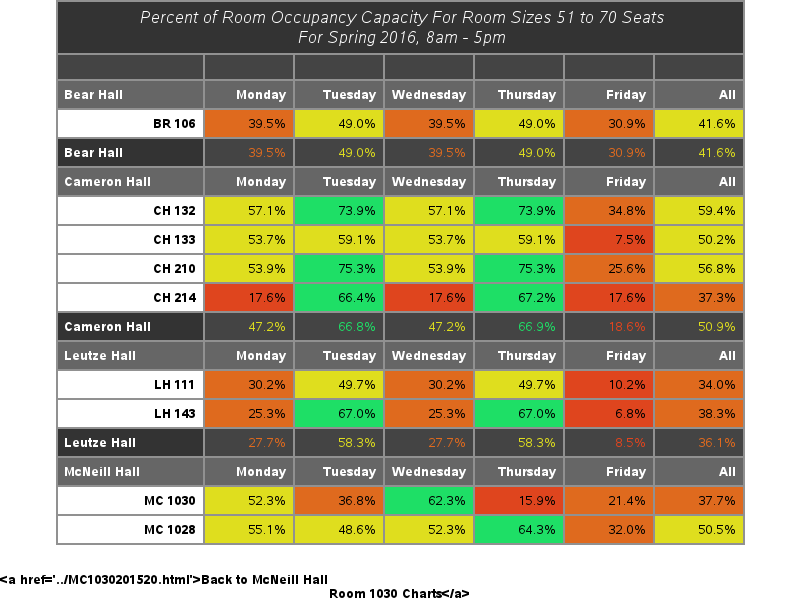 Percent of Room Occupancy Capacity For Room Sizes 51 to 70 Seats
For Spring 2016, 8am - 5pm
Bear Hall Monday Tuesday Wednesday Thursday Friday All
BR 106 39.5% 49.0% 39.5% 49.0% 30.9% 41.6%
Bear Hall 39.5% 49.0% 39.5% 49.0% 30.9% 41.6%
Cameron Hall Monday Tuesday Wednesday Thursday Friday All
CH 132 57.1% 73.9% 57.1% 73.9% 34.8% 59.4%
CH 133 53.7% 59.1% 53.7% 59.1% 7.5% 50.2%
CH 210 53.9% 75.3% 53.9% 75.3% 25.6% 56.8%
CH 214 17.6% 66.4% 17.6% 67.2% 17.6% 37.3%
Cameron Hall 47.2% 66.8% 47.2% 66.9% 18.6% 50.9%
Leutze Hall Monday Tuesday Wednesday Thursday Friday All
LH 111 30.2% 49.7% 30.2% 49.7% 10.2% 34.0%
LH 143 25.3% 67.0% 25.3% 67.0% 6.8% 38.3%
Leutze Hall 27.7% 58.3% 27.7% 58.3% 8.5% 36.1%
McNeill Hall Monday Tuesday Wednesday Thursday Friday All
MC 1030 52.3% 36.8% 62.3% 15.9% 21.4% 37.7%
MC 1028 55.1% 48.6% 52.3% 64.3% 32.0% 50.5%
<a href='../MC1030201520.html'>Back to McNeill Hall
Room 1030 Charts</a>